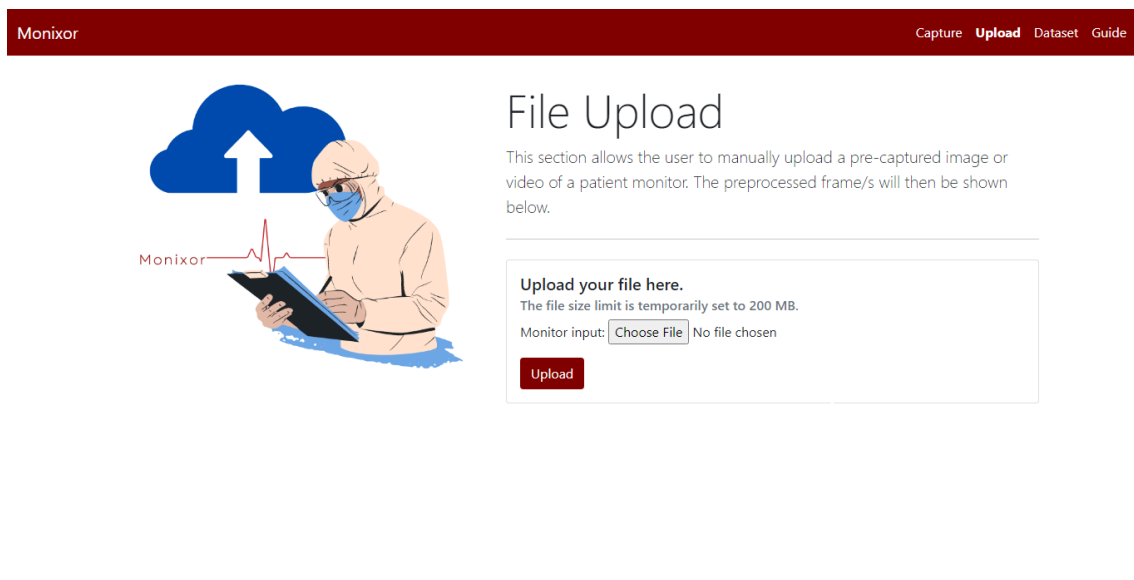 Monixor
Capture Upload Dataset Guide
Monixor
File Upload
This section allows the user to manually upload a pre-captured image or
video of a patient monitor. The preprocessed frame/s will then be shown
below.
Upload your file here.
The file size limit is temporarily set to 200 MB.
Monitor input: Choose File No file chosen
Upload